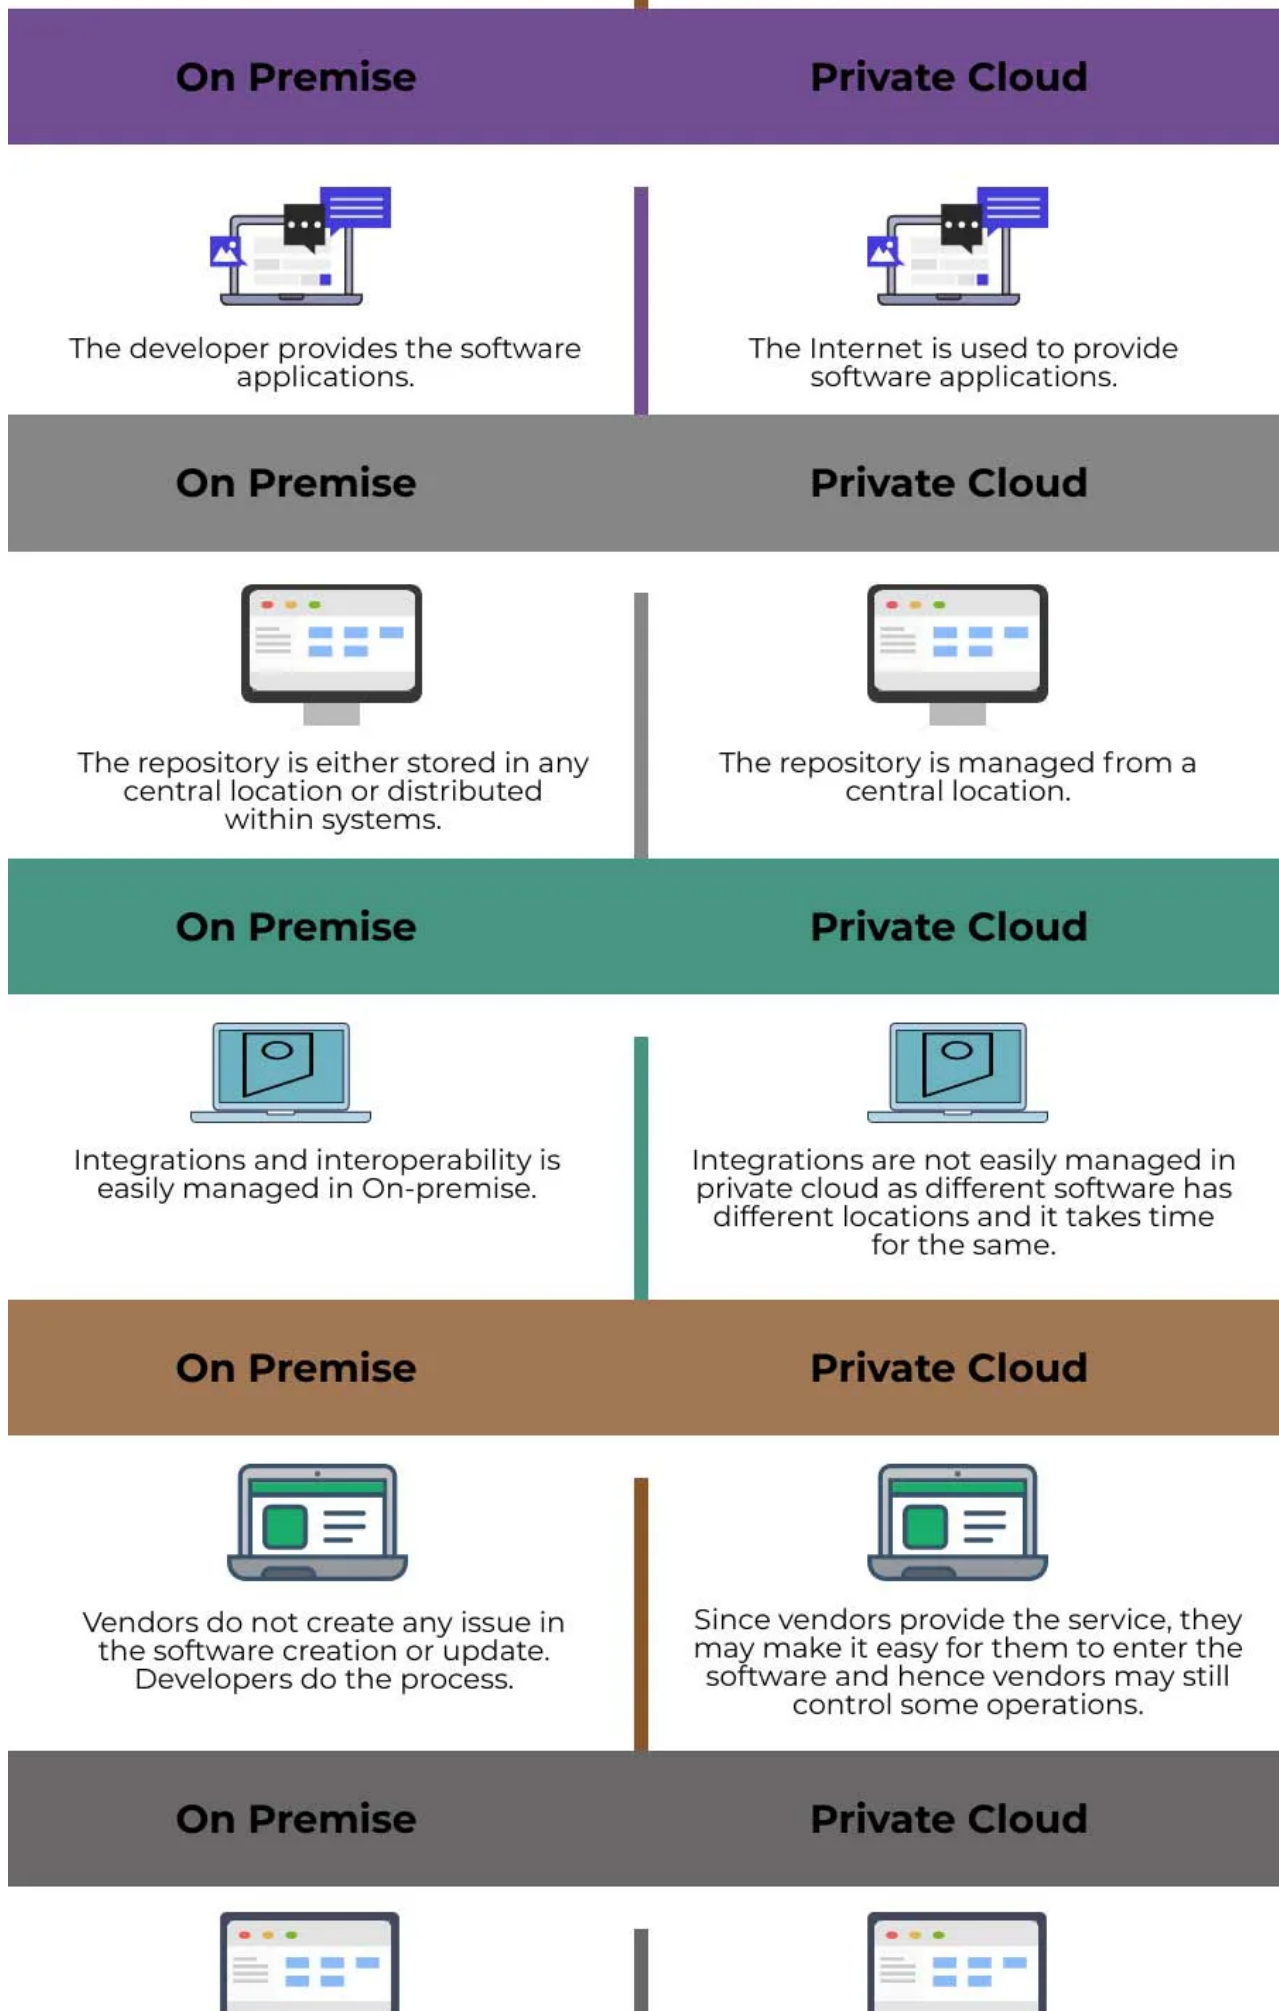 On Premise
Private Cloud
The developer provides the software
applications.
The Internet is used to provide
software applications.
On Premise
Private Cloud
The repository is either stored in any
central location or distributed
within systems.
The repository is managed from a
central location.
On Premise
Private Cloud
Integrations and interoperability is
easily managed in On-premise.
Integrations are not easily managed in
private cloud as different software has
different locations and it takes time
for the same.
On Premise
Private Cloud
Vendors do not create any issue in
the software creation or update.
Developers do the process.
Since vendors provide the service, they
may make it easy for them to enter the
software and hence vendors may still
control some operations.
On Premise
Private Cloud